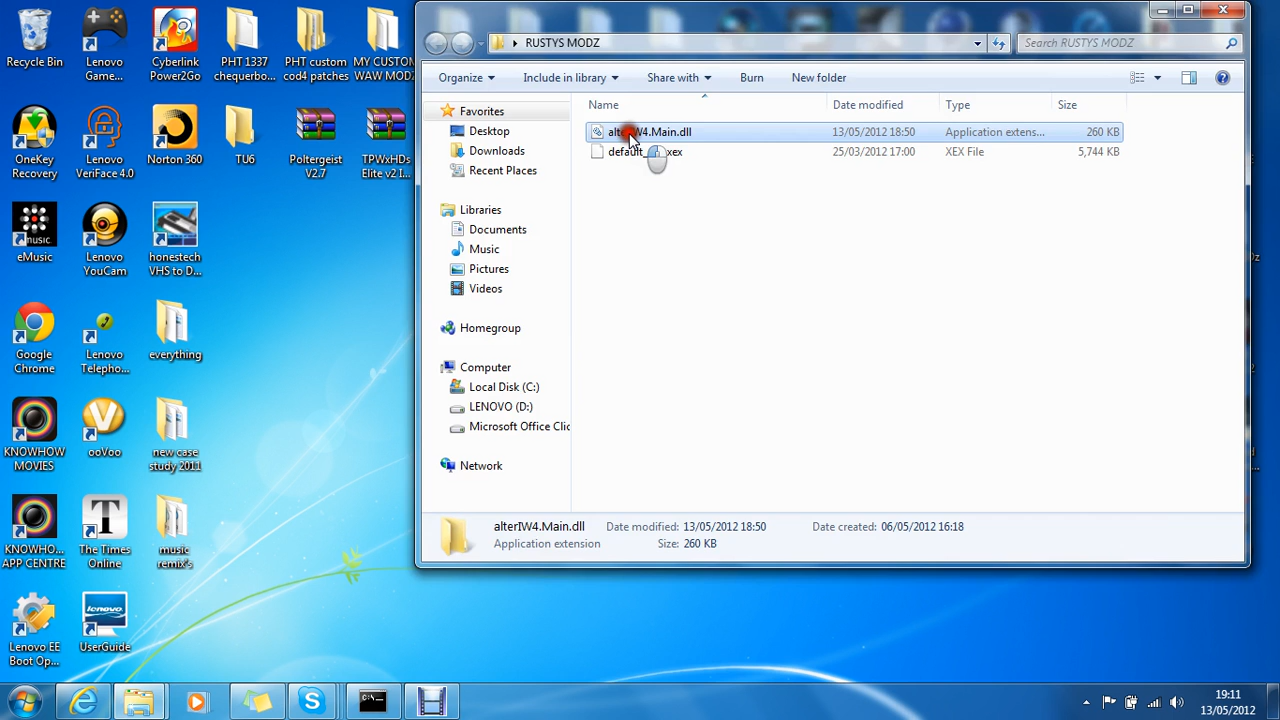 Recycle Bin
Lenovo Game...
Cyberlink Power2Go
PHT 1337 chequerbo...
PHT custom cod4 patches
MY CUSTOM WAW MODZ
OneKey Recovery
Lenovo VeriFace 4.0
Norton 360
TU6
Poltergeist V2.7
TPWxHDs Elite v2 I...
eMusic
Lenovo YouCam
honestech VHS to D...
Google Chrome
Lenovo Telepho...
everything
KNOWHOW MOVIES
ooVoo
new case study 2011
KNOWHO... APP CENTRE
The Times Online
music remix's
Lenovo EE Boot Op...
UserGuide
RUSTYS MODZ
Search RUSTYS MODZ
Organize
Include in library
Share with
Burn
New folder
Favorites
Desktop
Downloads
Recent Places
Libraries
Documents
Music
Pictures
Videos
Homegroup
Computer
Local Disk (C:)
LENOVO (D:)
Microsoft Office Clic
Network
Name Date modified Type Size
alterIW4.Main.dll 13/05/2012 18:50 Application extens... 260 KB
25/03/2012 17:00 XEX File 5,744 KB
alterIW4.Main.dll Date modified: 13/05/2012 18:50 Date created: 06/05/2012 16:18
Application extension Size: 260 KB
19:11
13/05/2012